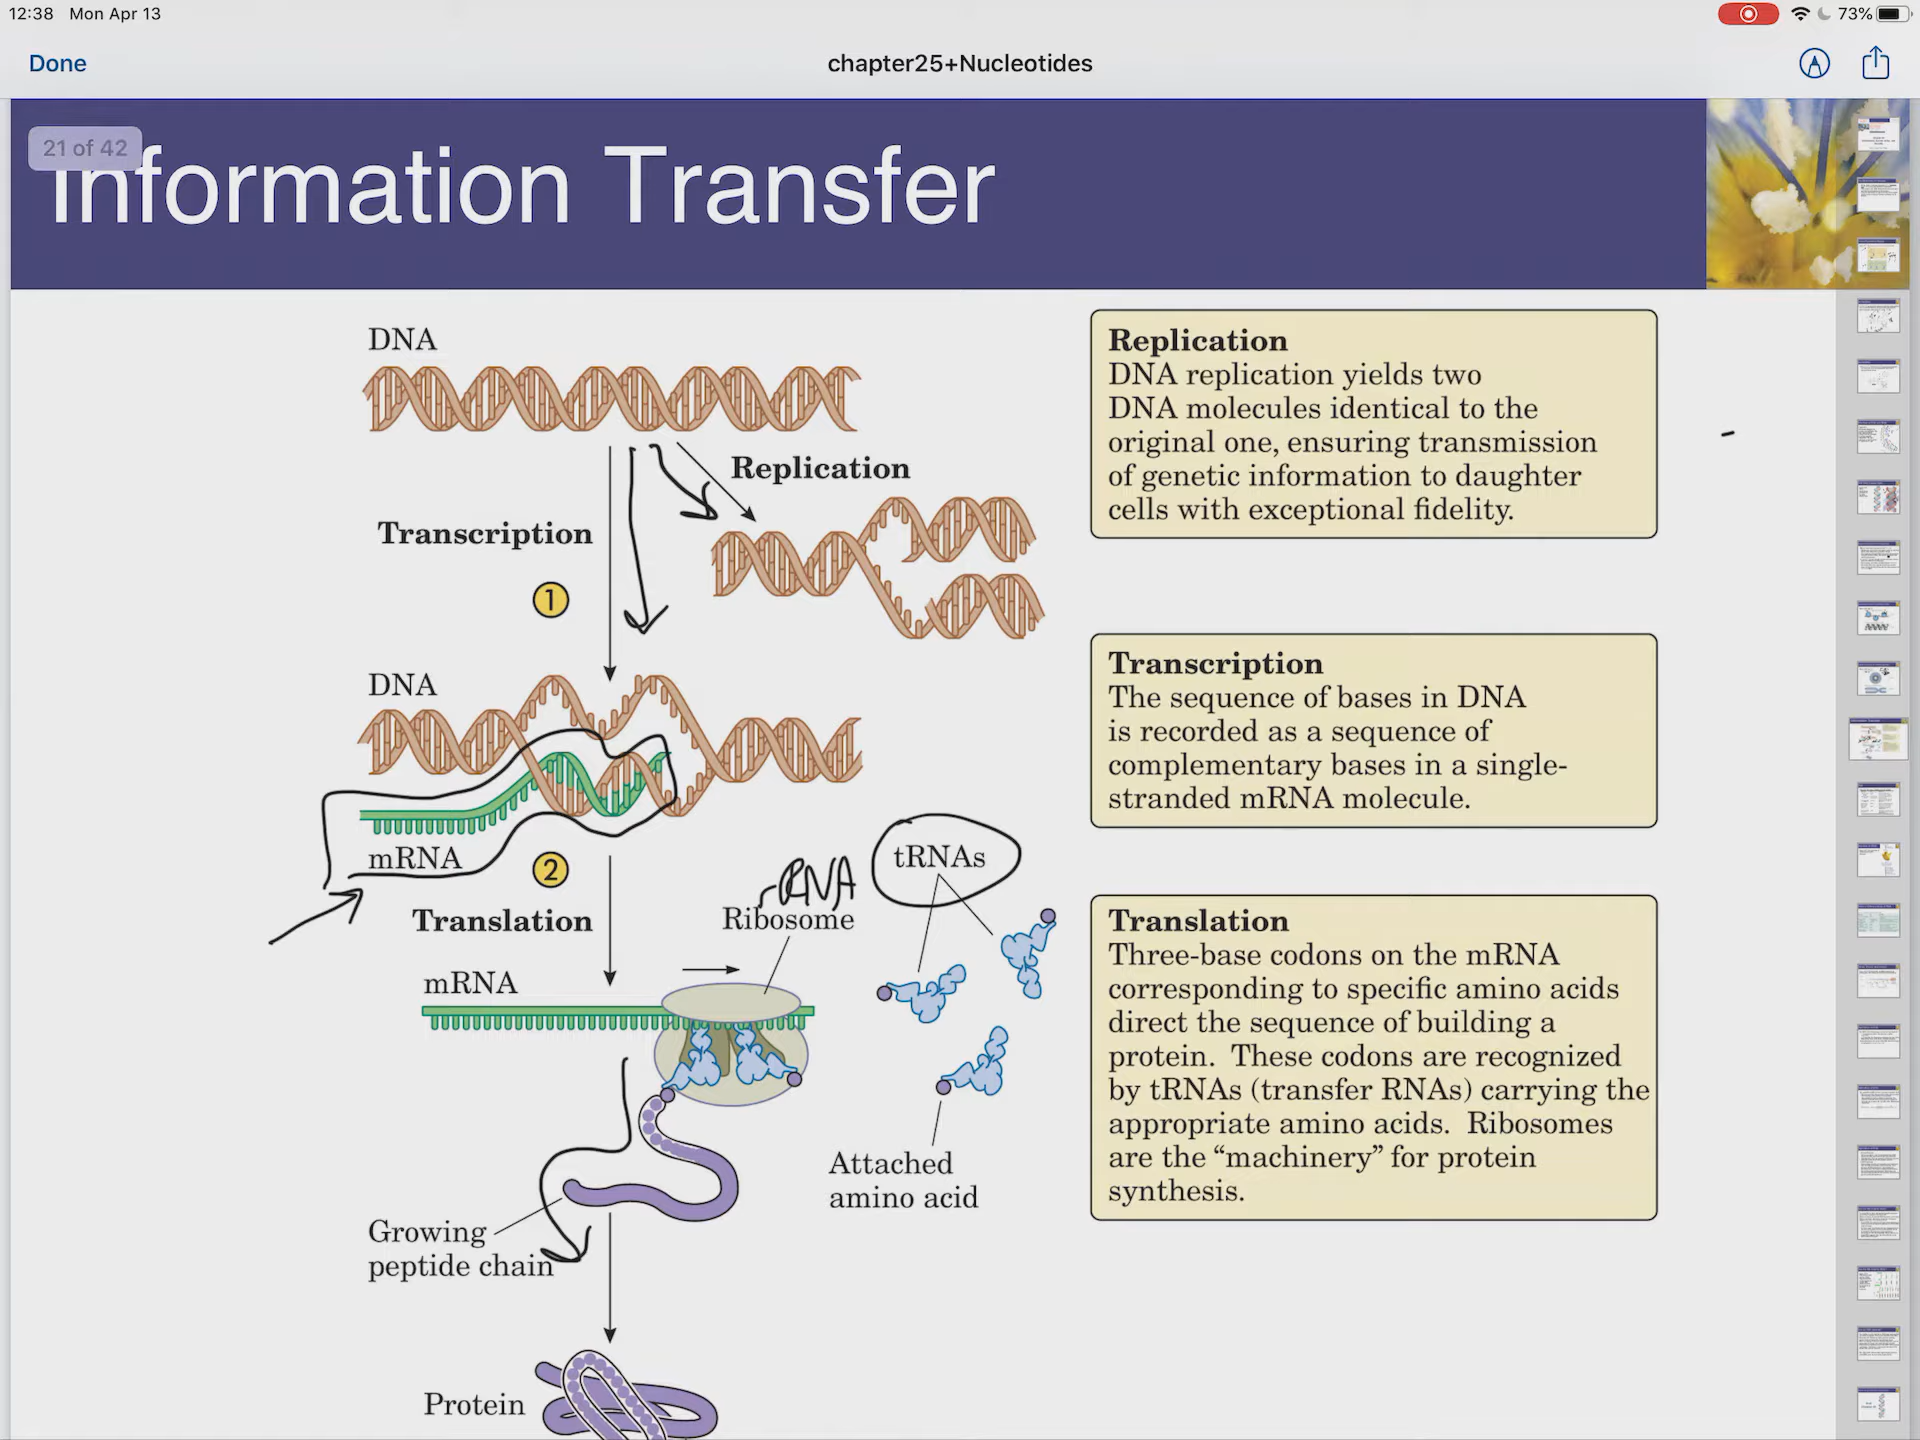 12:38 Mon Apr 13
73%
Done
chapter25+Nucleotides
21 of 42
Information Transfer
DNA
Replication
Transcription
1
DNA
mRNA
2
Translation
rRNA
Ribosome
tRNAs
mRNA
Attached
amino acid
Growing
peptide chain
Protein
Replication
DNA replication yields two
DNA molecules identical to the
original one, ensuring transmission
of genetic information to daughter
cells with exceptional fidelity.
Transcription
The sequence of bases in DNA
is recorded as a sequence of
complementary bases in a single-
stranded mRNA molecule.
Translation
Three-base codons on the mRNA
corresponding to specific amino acids
direct the sequence of building a
protein. These codons are recognized
by tRNAs (transfer RNAs) carrying the
appropriate amino acids. Ribosomes
are the “machinery” for protein
synthesis.